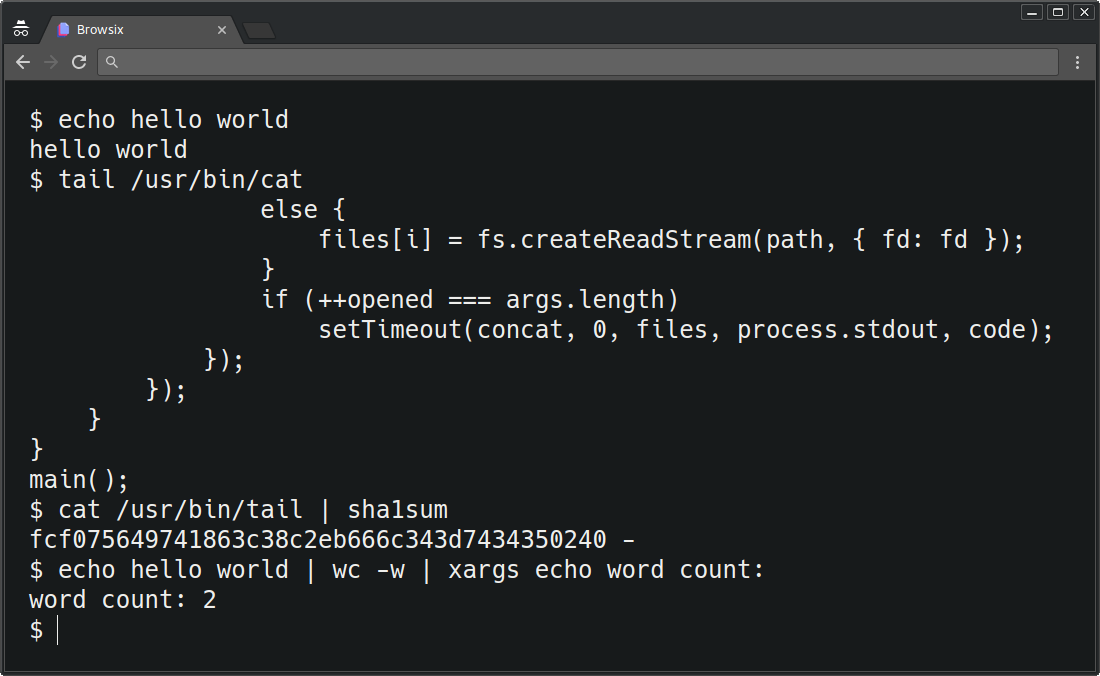 Browsix
$ echo hello world
hello world
$ tail /usr/bin/cat
                else {
                    files[i] = fs.createReadStream(path, { fd: fd });
                }
                if (++opened === args.length)
                    setTimeout(concat, 0, files, process.stdout, code);
            });
        });
    }
}
main();
$ cat /usr/bin/tail | sha1sum
fcf075649741863c38c2eb666c343d7434350240 -
$ echo hello world | wc -w | xargs echo word count:
word count: 2
$